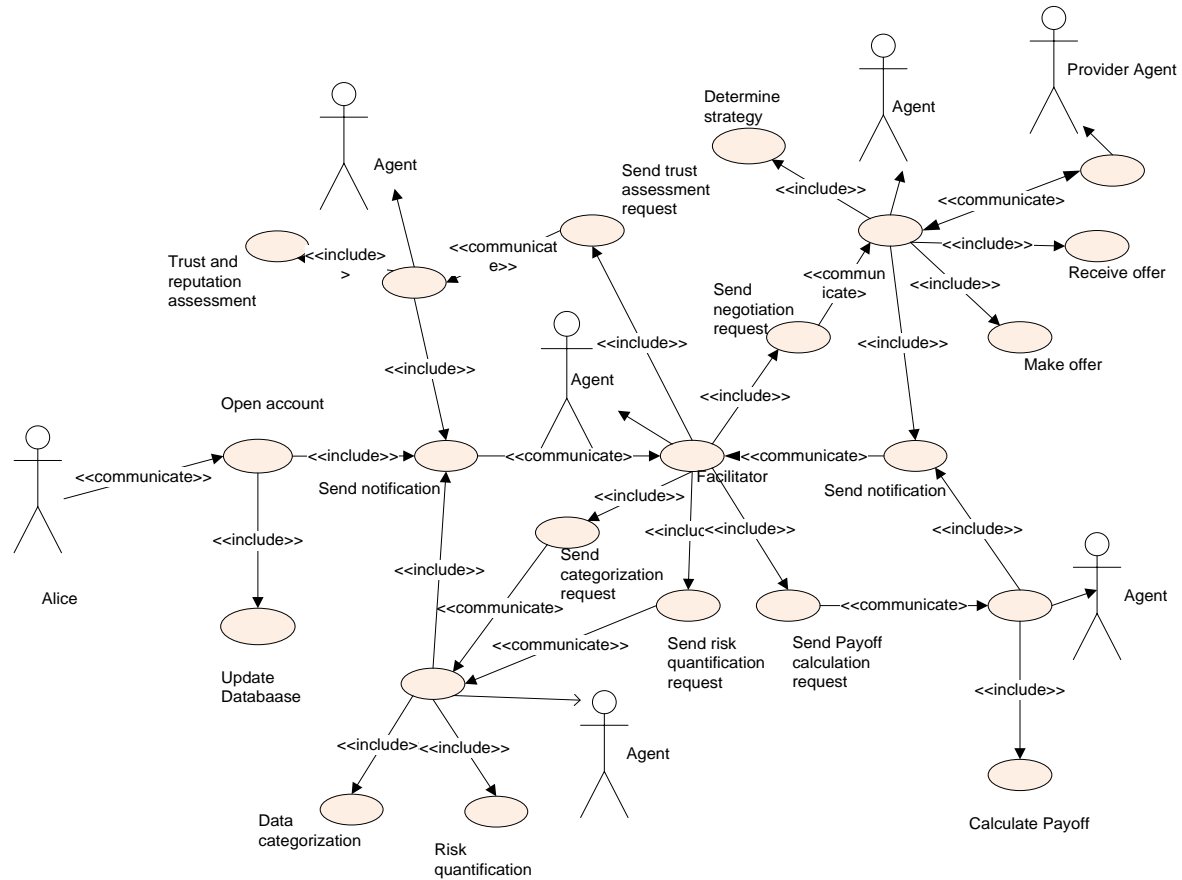 Provider Agent
Determine
strategy
Agent
Agent
Send trust
assessment
request
<<include>>
<<communicate>
<<communicat
e>>
<<include>
>
<<include>>
Trust and
reputation
assessment
<<commun
icate>
Receive offer
<<include>>
Send
negotiation
request
<<include>>
<<include>>
Make offer
<<include>>
Agent
<<include>>
<<include>>
Open account
<<communicate>>
<<include>>
Send notification
<<communicate>
Facilitator
<<communicate>
Send notification
<<include>>
<<include>>
<<inclu
<<include>>
<<include>>
Send
categorization
request
<<include>>
Alice
<<communicate>
<<communicate>
Agent
<<communicate>>
Send risk
quantification
request
Send Payoff
calculation
request
Update
Databaase
<<include>>
<<include>
<<include>>
Agent
Data
categorization
Risk
quantification
Calculate Payoff